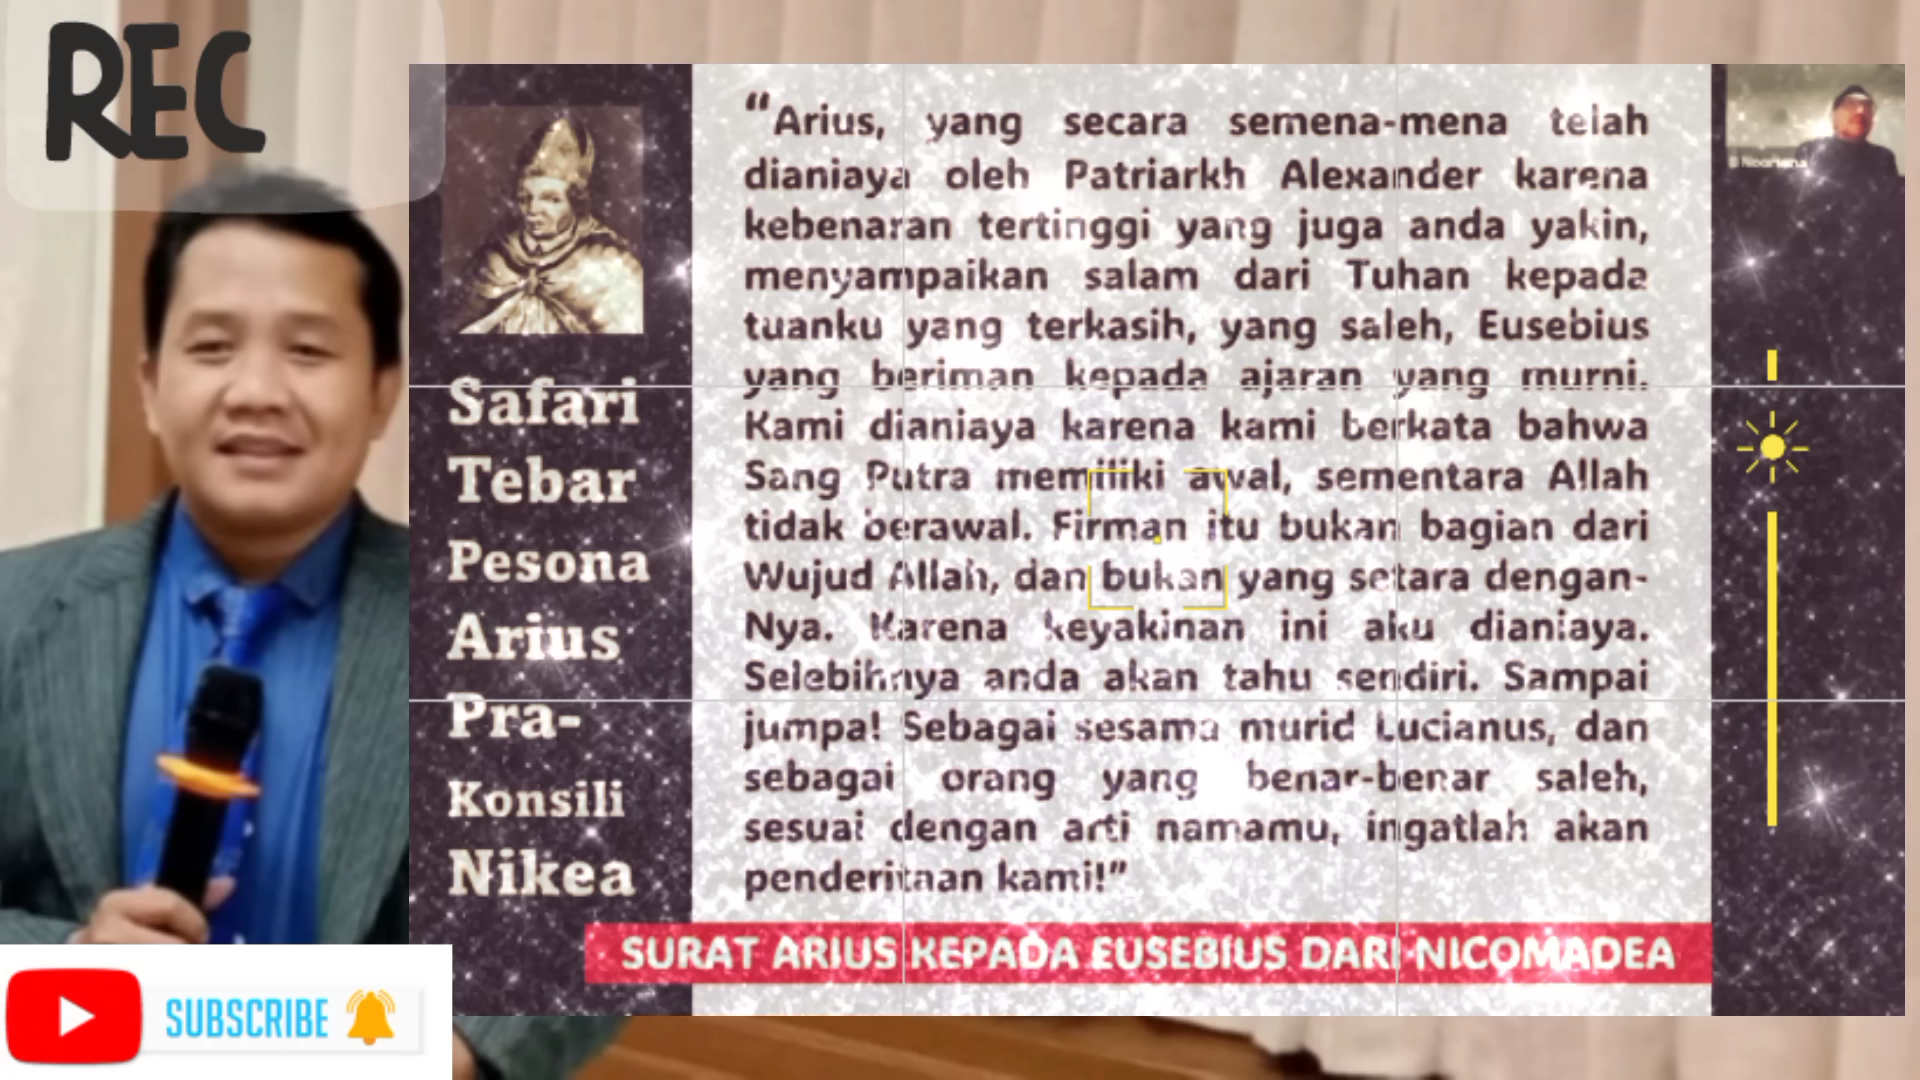 REC
Safari
Tebar
Pesona
Arius
Pra-
Konsili
Nikea
“Arius, yang secara semena-mena telah
dianiaya oleh Patriarkh Alexander karena
kebenaran tertinggi yang juga anda yakin,
menyampaikan salam dari Tuhan kepada
tuanku yang terkasih, yang saleh, Eusebius
yang beriman kepada ajaran yang murni.
Kami dianiaya karena kami berkata bahwa
Sang Putra memiliki awal, sementara Allah
tidak berawal. Firman itu bukan bagian dari
Wujud Allah, dan bukan yang setara dengan-
Nya. Karena keyakinan ini aku dianiaya.
Selebihnya anda akan tahu sendiri. Sampai
jumpa! Sebagai sesama murid Lucianus, dan
sebagai orang yang benar-benar saleh,
sesuai dengan arti namamu, ingatlah akan
penderitaan kami!”
SURAT ARIUS KEPADA EUSEBIUS DARI NICOMADEA
SUBSCRIBE